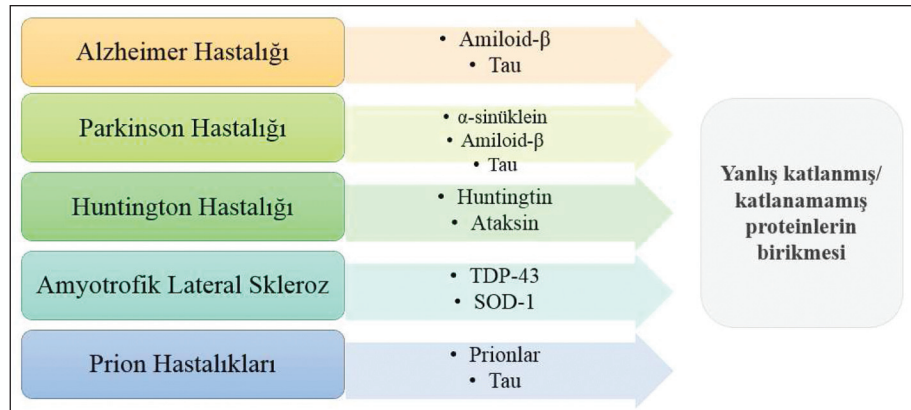 Alzheimer Hastalığı
• Amiloid-β
• Tau
Parkinson Hastalığı
• α-sinüklein
• Amiloid-β
• Tau
Huntington Hastalığı
• Huntingtin
• Ataksin
Amyotrofik Lateral Skleroz
• TDP-43
• SOD-1
Prion Hastalıkları
• Prionlar
• Tau
Yanlış katlanmış/
katlanamamış
proteinlerin
birikmesi